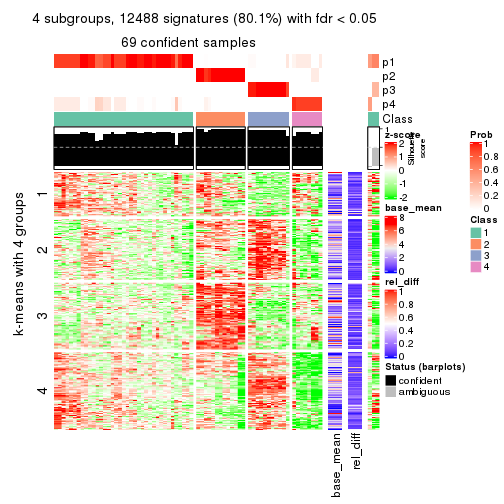 4 subgroups, 12488 signatures (80.1%) with fdr < 0.05
69 confident samples
p1
p2
p3
p4
Class
1
Silhouette
score
k-means with 4 groups
1
2
3
4
base_mean
rel_diff
z-score
2
1
0
-1
-2
base_mean
8
6
4
2
0
rel_diff
1
0.8
0.6
0.4
0.2
0
Status (barplots)
confident
ambiguous
Prob
1
0.8
0.6
0.4
0.2
0
Class
1
2
3
4